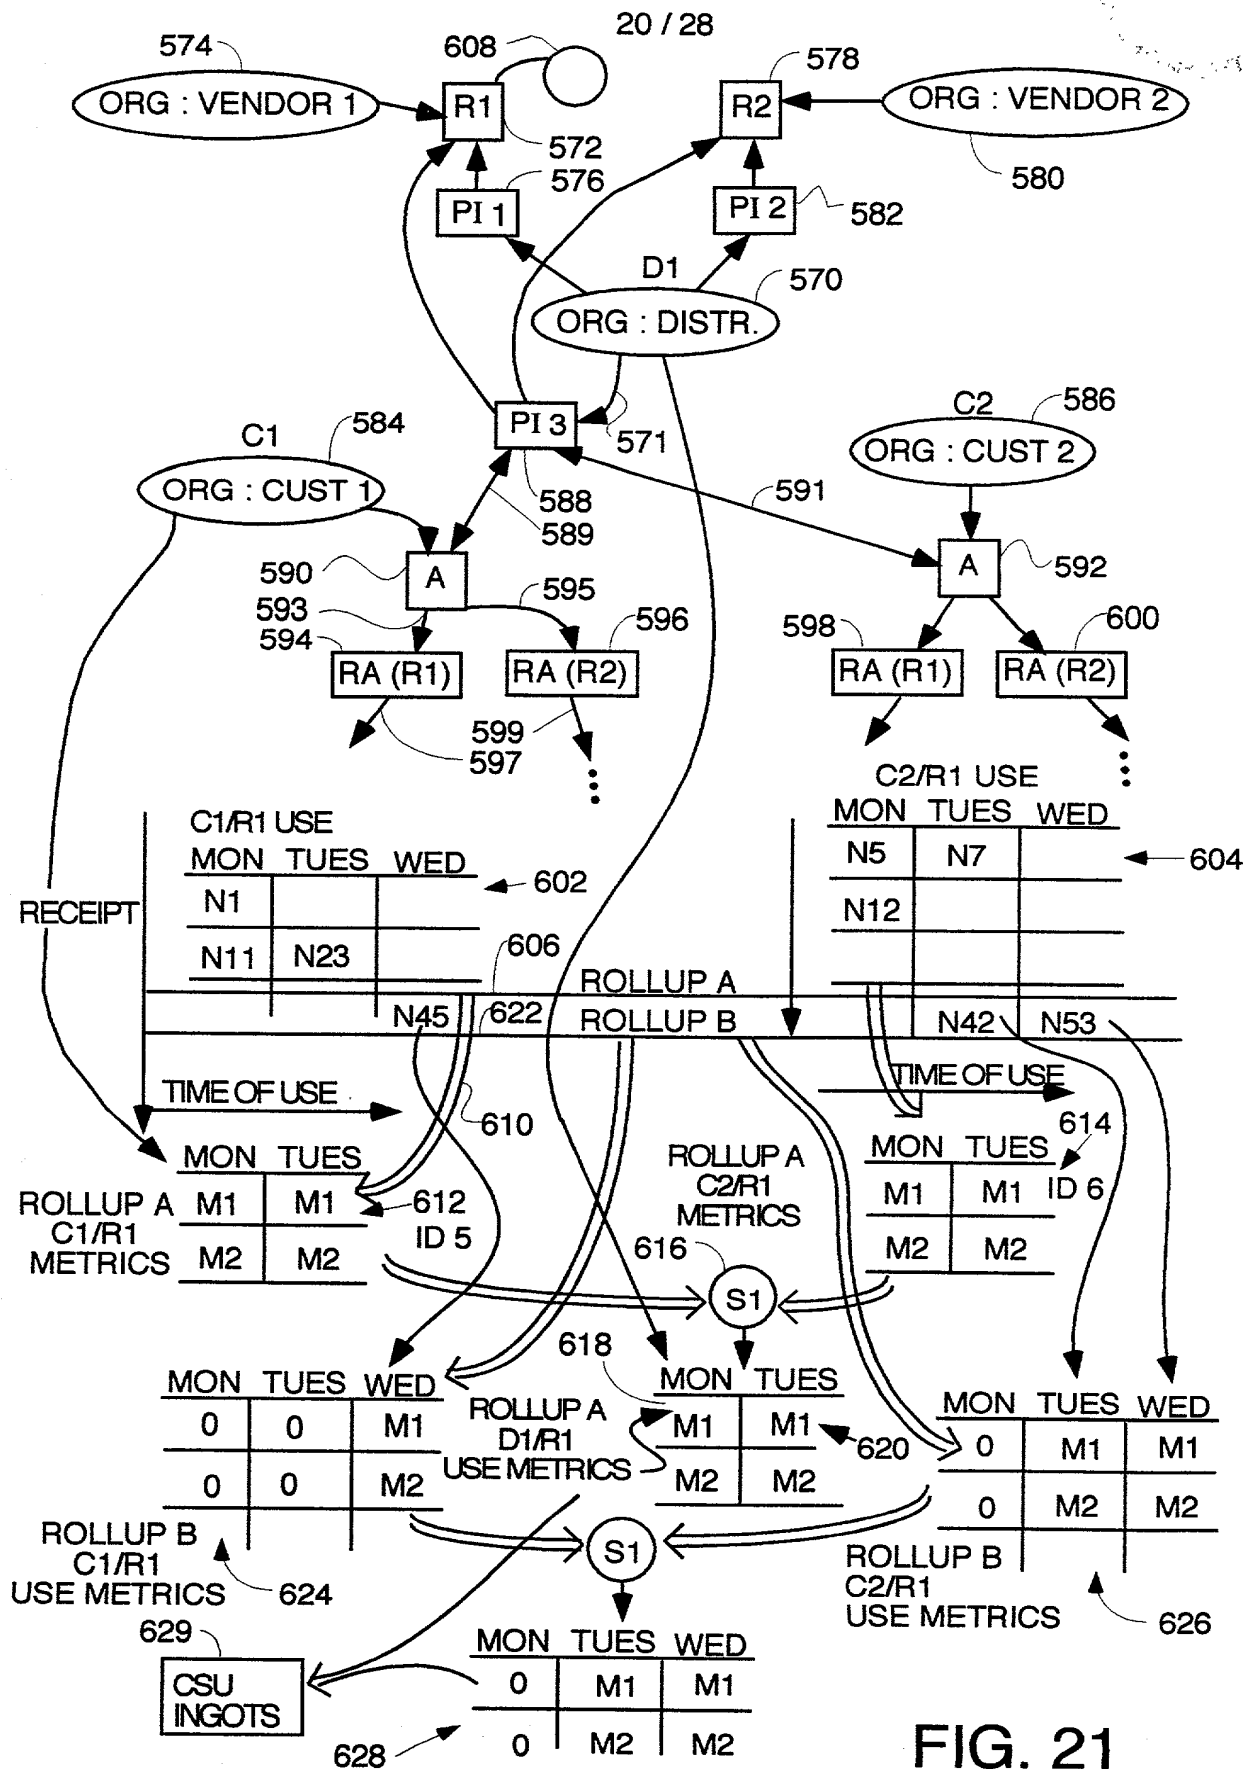 20 / 28
574
608
578
ORG : VENDOR 1
R1
R2
ORG : VENDOR 2
572
576
580
PI 1
PI 2
582
D1
570
ORG : DISTR.
C1
584
PI 3
571
C2
586
ORG : CUST 1
588
589
591
ORG : CUST 2
590
A
A
592
593
595
594
596
598
600
RA (R1)
RA (R2)
RA (R1)
RA (R2)
599
597
C1/R1 USE
MON TUES WED
602
N1
N11 N23
N45
RECEIPT
C2/R1 USE
MON TUES WED
N5 N7
604
N12
N42 N53
606
ROLLUP A
622
ROLLUP B
TIME OF USE
TIME OF USE
610
614
MON TUES
M1 M1
M2 M2
612
ID 5
ROLLUP A
C1/R1
METRICS
ROLLUP A
C2/R1
METRICS
MON TUES
M1 M1
M2 M2
ID 6
616
S1
618
MON TUES WED
0 0 M1
0 0 M2
ROLLUP A
D1/R1
USE METRICS
MON TUES
M1 M1
M2 M2
620
MON TUES WED
0 M1 M1
0 M2 M2
ROLLUP B
C1/R1
USE METRICS
624
S1
ROLLUP B
C2/R1
USE METRICS
626
629
CSU
INGOTS
MON TUES WED
0 M1 M1
0 M2 M2
628
FIG. 21